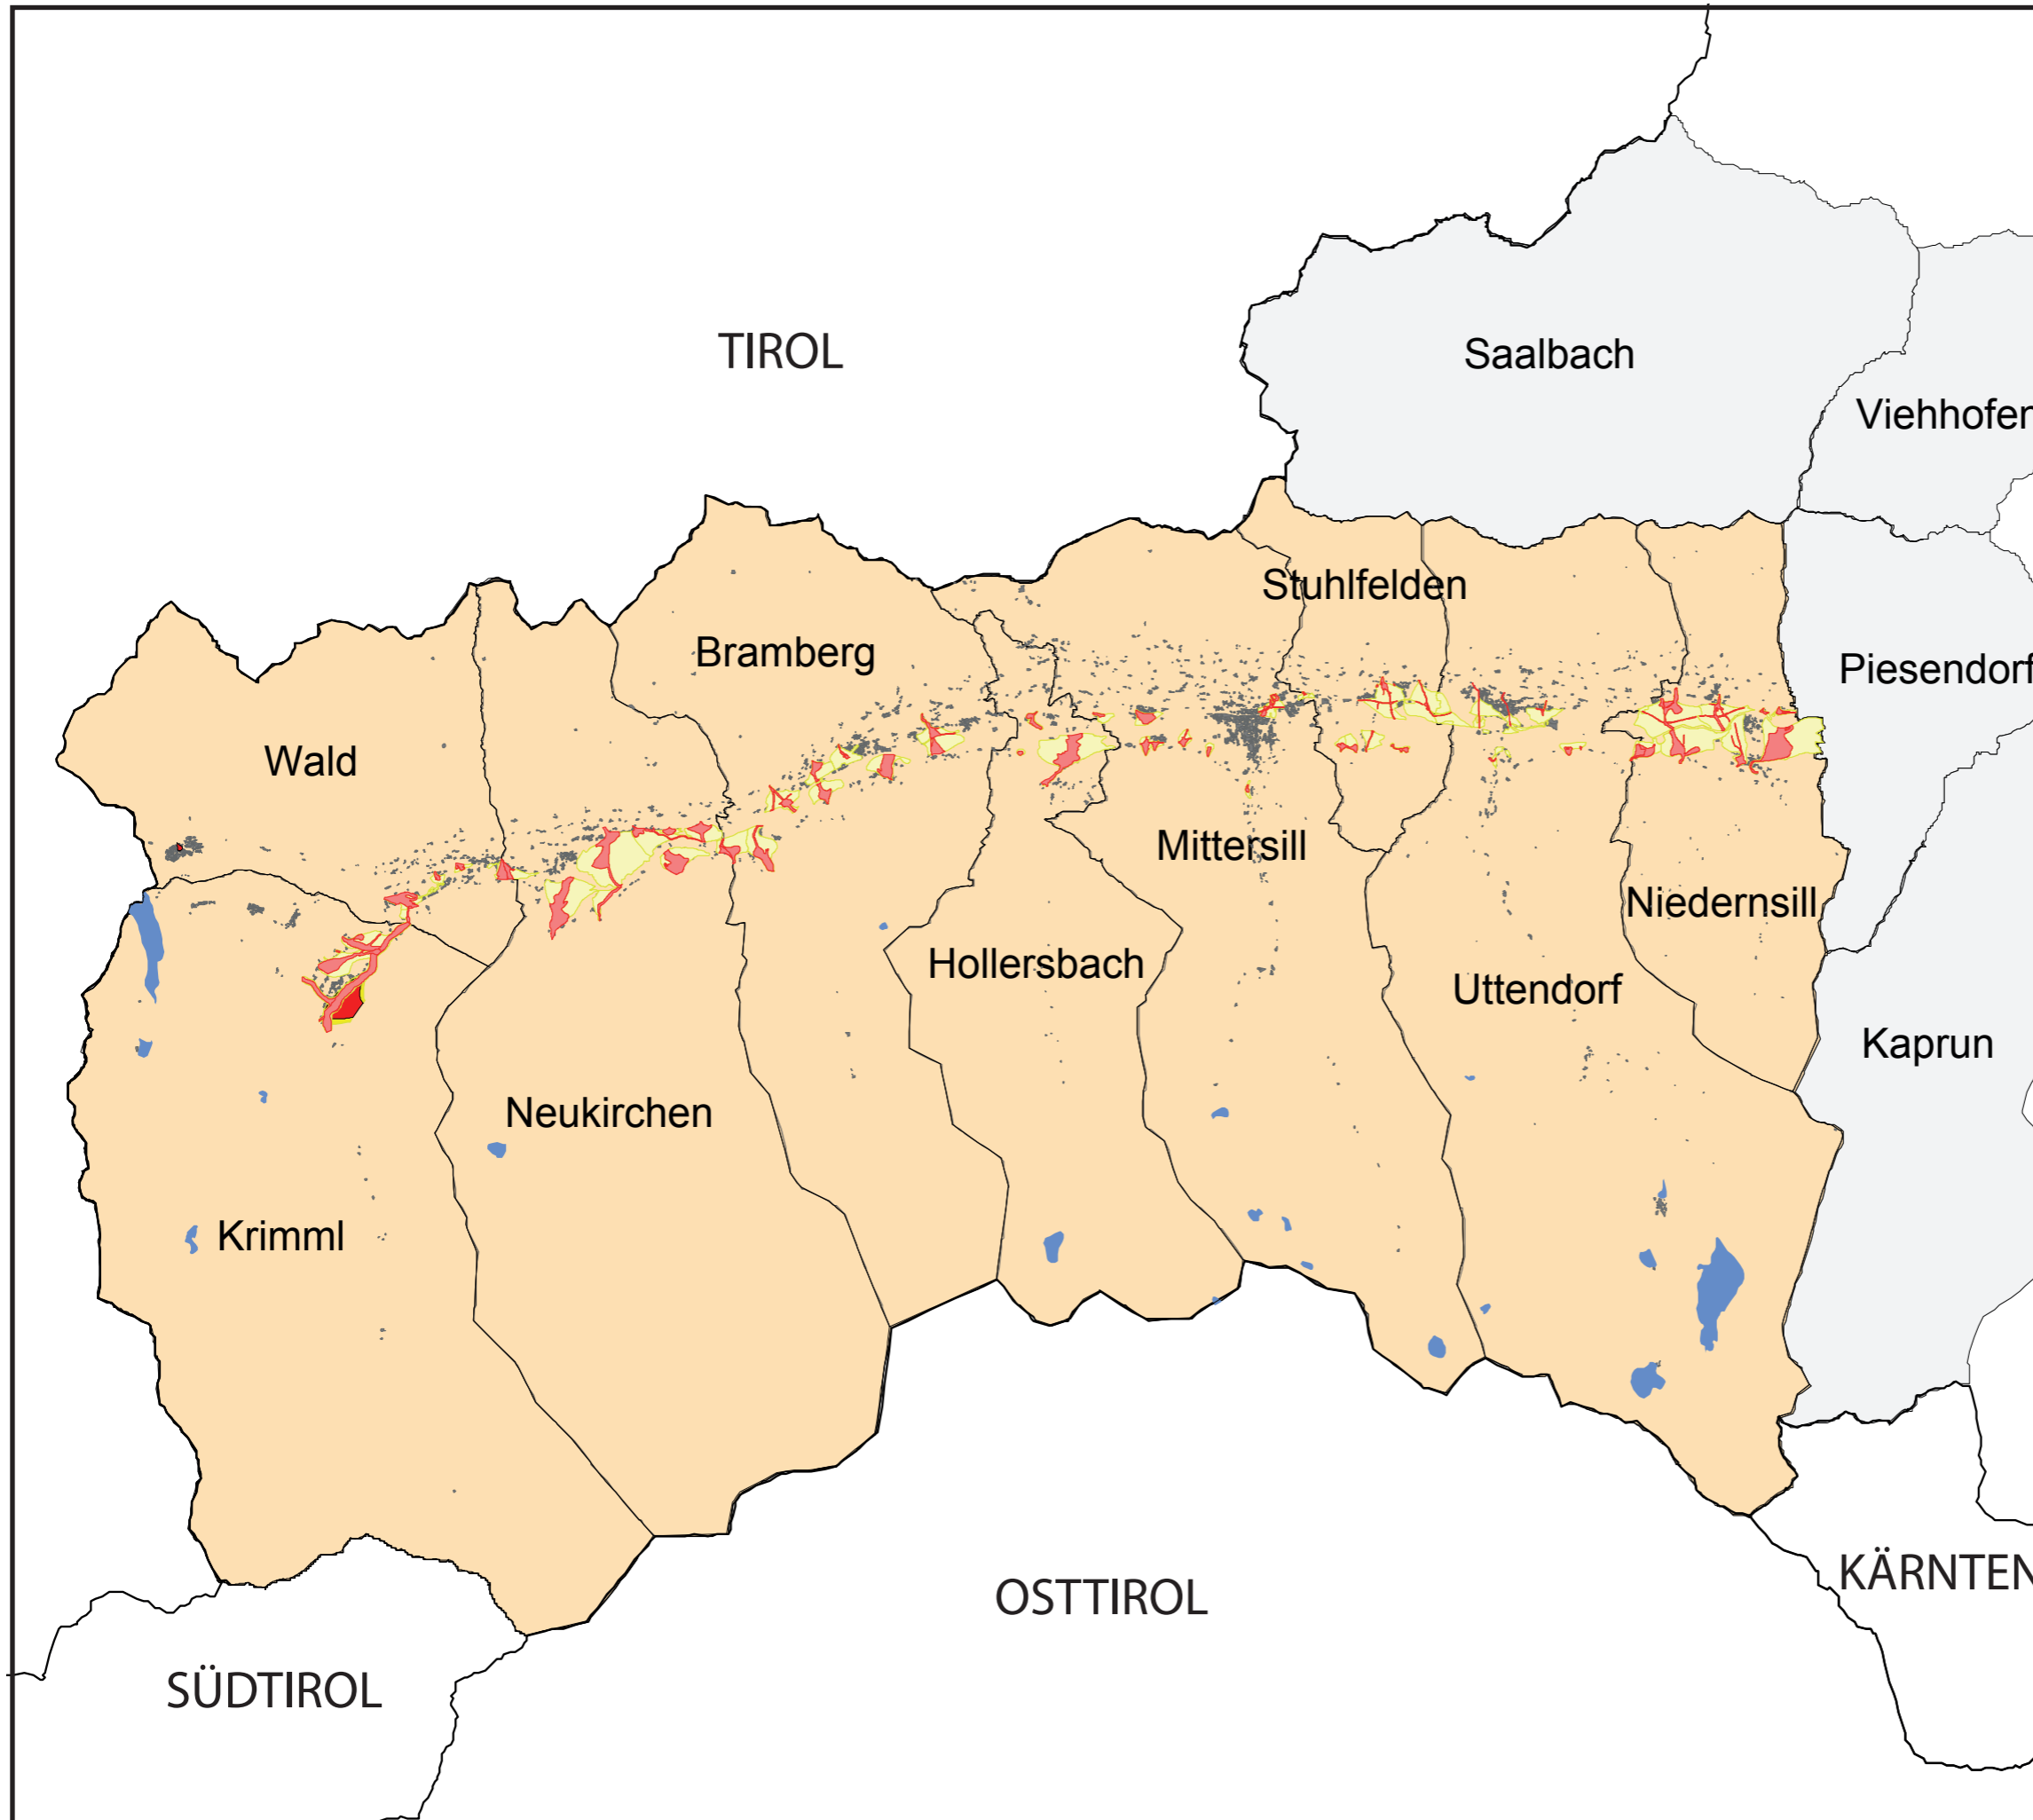 TIROL
Saalbach
Viehhofen
Stuhlfelden
Bramberg
Piesendorf
Wald
Mittersill
Niedernsill
Hollersbach
Uttendorf
Kaprun
Neukirchen
Krimml
KÄRNTEN
OSTTIROL
SÜDTIROL